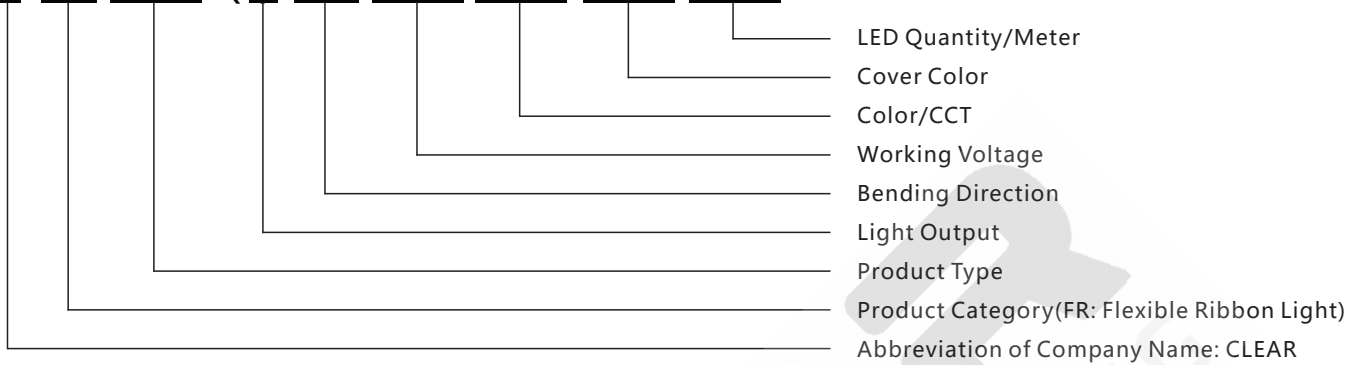 LED Quantity/Meter
Cover Color
Color/CCT
Working Voltage
Bending Direction
Light Output
Product Type
Product Category(FR: Flexible Ribbon Light)
Abbreviation of Company Name: CLEAR